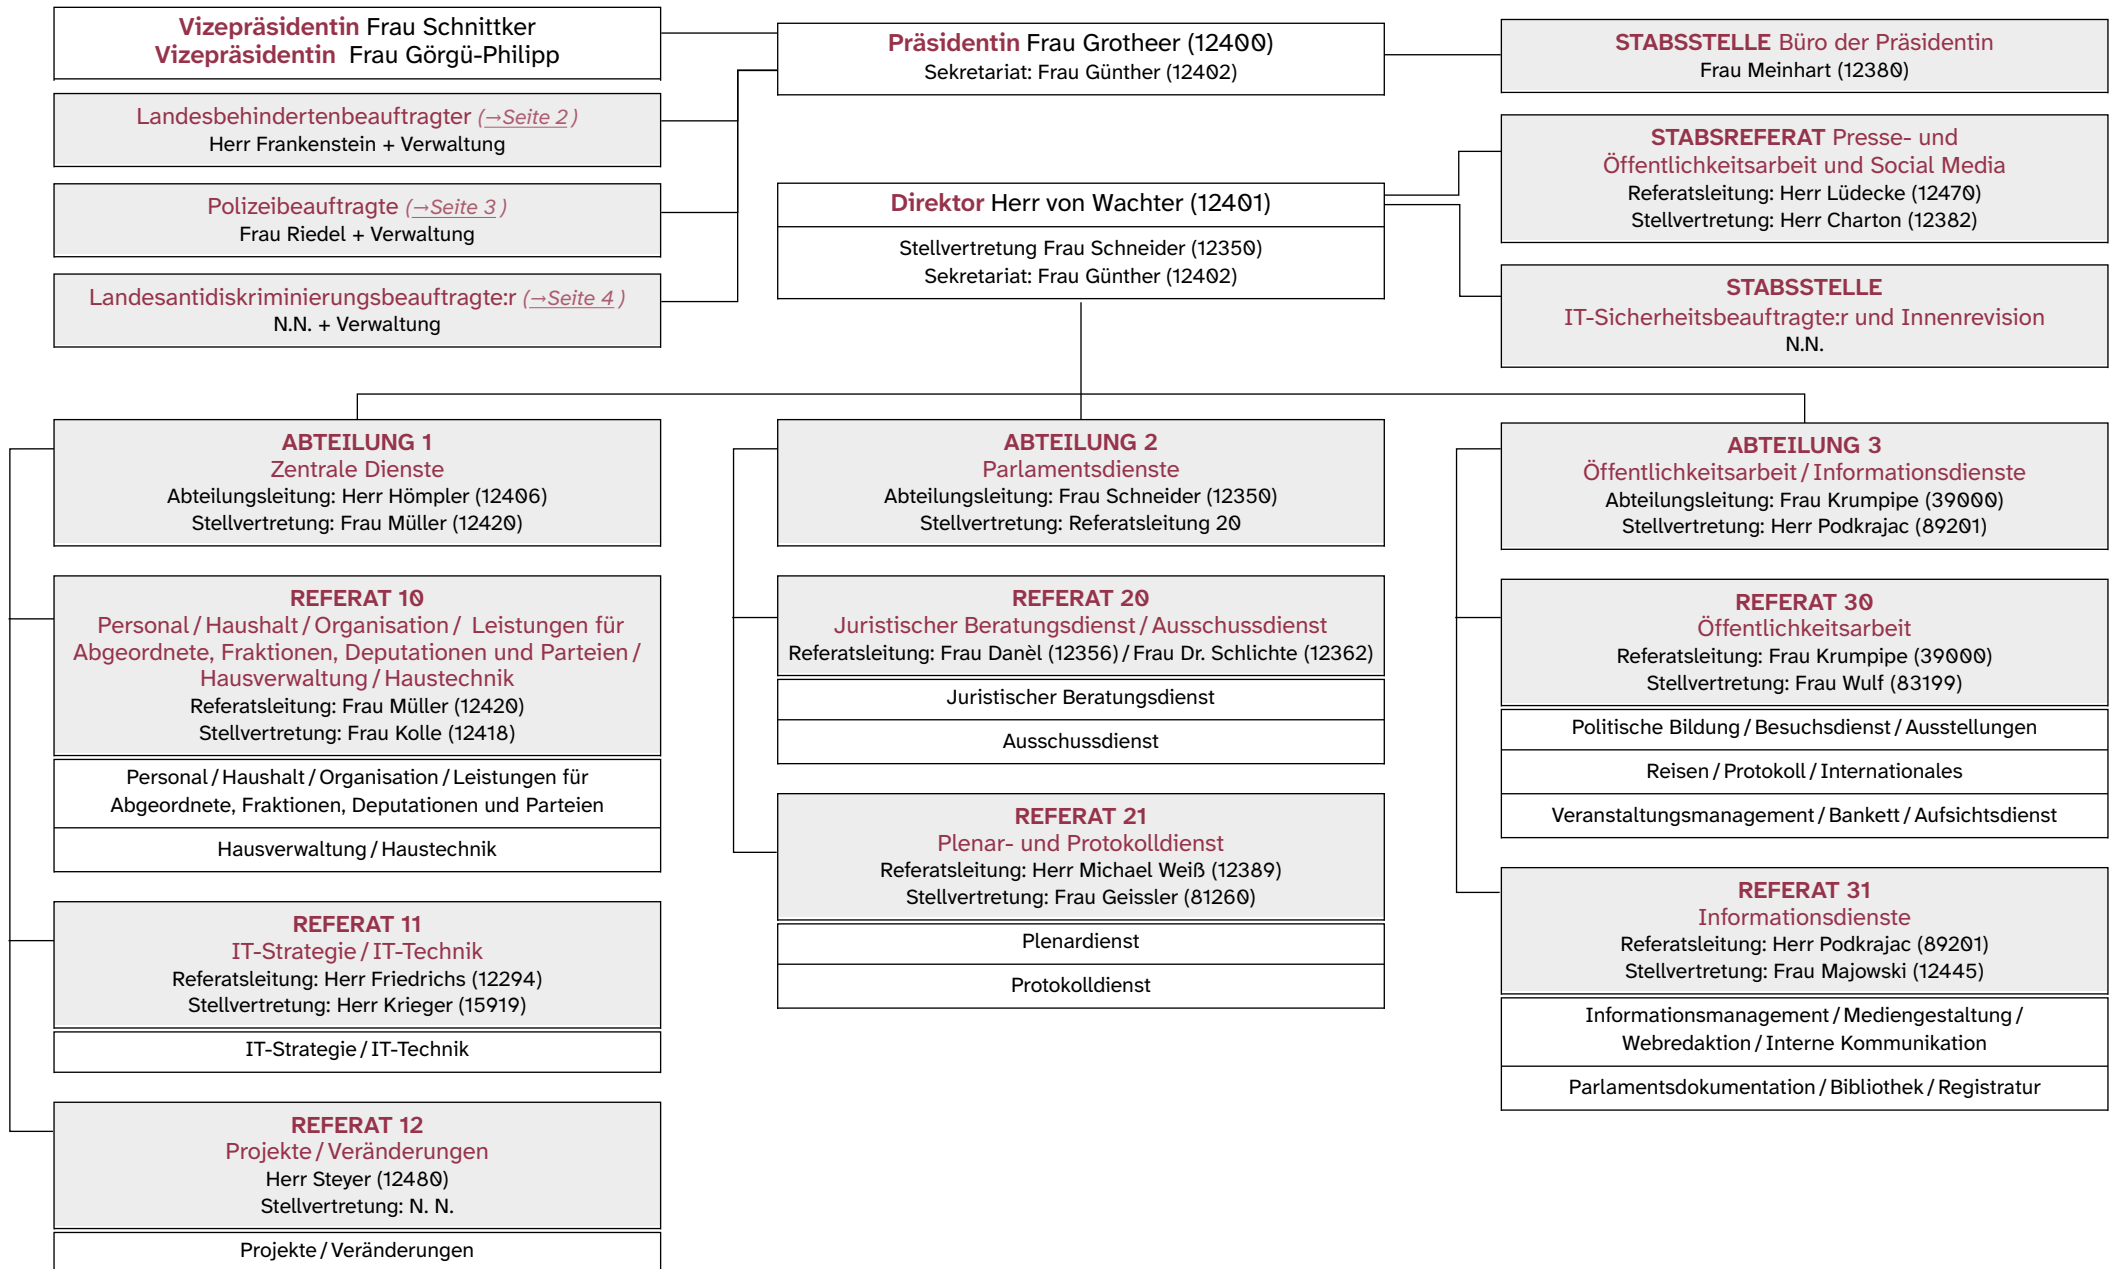 Vizepräsidentin Frau Schnittker
Vizepräsidentin Frau Görgü-Philipp
Präsidentin Frau Grotheer (12400)
Sekretariat: Frau Günther (12402)
STABSSTELLE Büro der Präsidentin
Frau Meinhart (12380)
Landesbehindertenbeauftragter (→Seite 2)
Herr Frankenstein + Verwaltung
Polizeibeauftragte (→Seite 3)
Frau Riedel + Verwaltung
Landesantidiskriminierungsbeauftragte:r (→Seite 4)
N.N. + Verwaltung
Direktor Herr von Wachter (12401)
Stellvertretung Frau Schneider (12350)
Sekretariat: Frau Günther (12402)
STABSREFERAT Presse- und
Öffentlichkeitsarbeit und Social Media
Referatsleitung: Herr Lüdecke (12470)
Stellvertretung: Herr Charton (12382)
STABSSTELLE
IT-Sicherheitsbeauftragte:r und Innenrevision
N.N.
ABTEILUNG 1
Zentrale Dienste
Abteilungsleitung: Herr Hömpler (12406)
Stellvertretung: Frau Müller (12420)
REFERAT 10
Personal / Haushalt / Organisation / Leistungen für
Abgeordnete, Fraktionen, Deputationen und Parteien /
Hausverwaltung / Haustechnik
Referatsleitung: Frau Müller (12420)
Stellvertretung: Frau Kolle (12418)
Personal / Haushalt / Organisation / Leistungen für
Abgeordnete, Fraktionen, Deputationen und Parteien
Hausverwaltung / Haustechnik
REFERAT 11
IT-Strategie / IT-Technik
Referatsleitung: Herr Friedrichs (12294)
Stellvertretung: Herr Krieger (15919)
IT-Strategie / IT-Technik
REFERAT 12
Projekte / Veränderungen
Herr Steyer (12480)
Stellvertretung: N. N.
Projekte / Veränderungen
ABTEILUNG 2
Parlamentsdienste
Abteilungsleitung: Frau Schneider (12350)
Stellvertretung: Referatsleitung 20
REFERAT 20
Juristischer Beratungsdienst / Ausschussdienst
Referatsleitung: Frau Danèl (12356) / Frau Dr. Schlichte (12362)
Juristischer Beratungsdienst
Ausschussdienst
REFERAT 21
Plenar- und Protokolldienst
Referatsleitung: Herr Michael Weiß (12389)
Stellvertretung: Frau Geissler (81260)
Plenardienst
Protokolldienst
ABTEILUNG 3
Öffentlichkeitsarbeit / Informationsdienste
Abteilungsleitung: Frau Krumpipe (39000)
Stellvertretung: Herr Podkrajac (89201)
REFERAT 30
Öffentlichkeitsarbeit
Referatsleitung: Frau Krumpipe (39000)
Stellvertretung: Frau Wulf (83199)
Politische Bildung / Besuchsdienst / Ausstellungen
Reisen / Protokoll / Internationales
Veranstaltungsmanagement / Bankett / Aufsichtsdienst
REFERAT 31
Informationsdienste
Referatsleitung: Herr Podkrajac (89201)
Stellvertretung: Frau Majowski (12445)
Informationsmanagement / Mediengestaltung /
Webredaktion / Interne Kommunikation
Parlamentsdokumentation / Bibliothek / Registratur